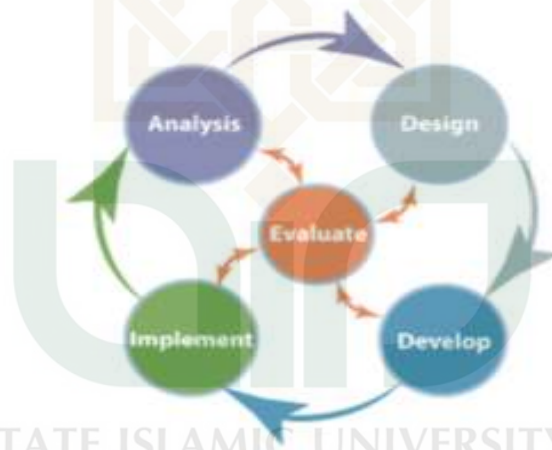 Analysis
Design
Evaluate
Implement
Develop
STATE ISLAMIC UNIVERSITY